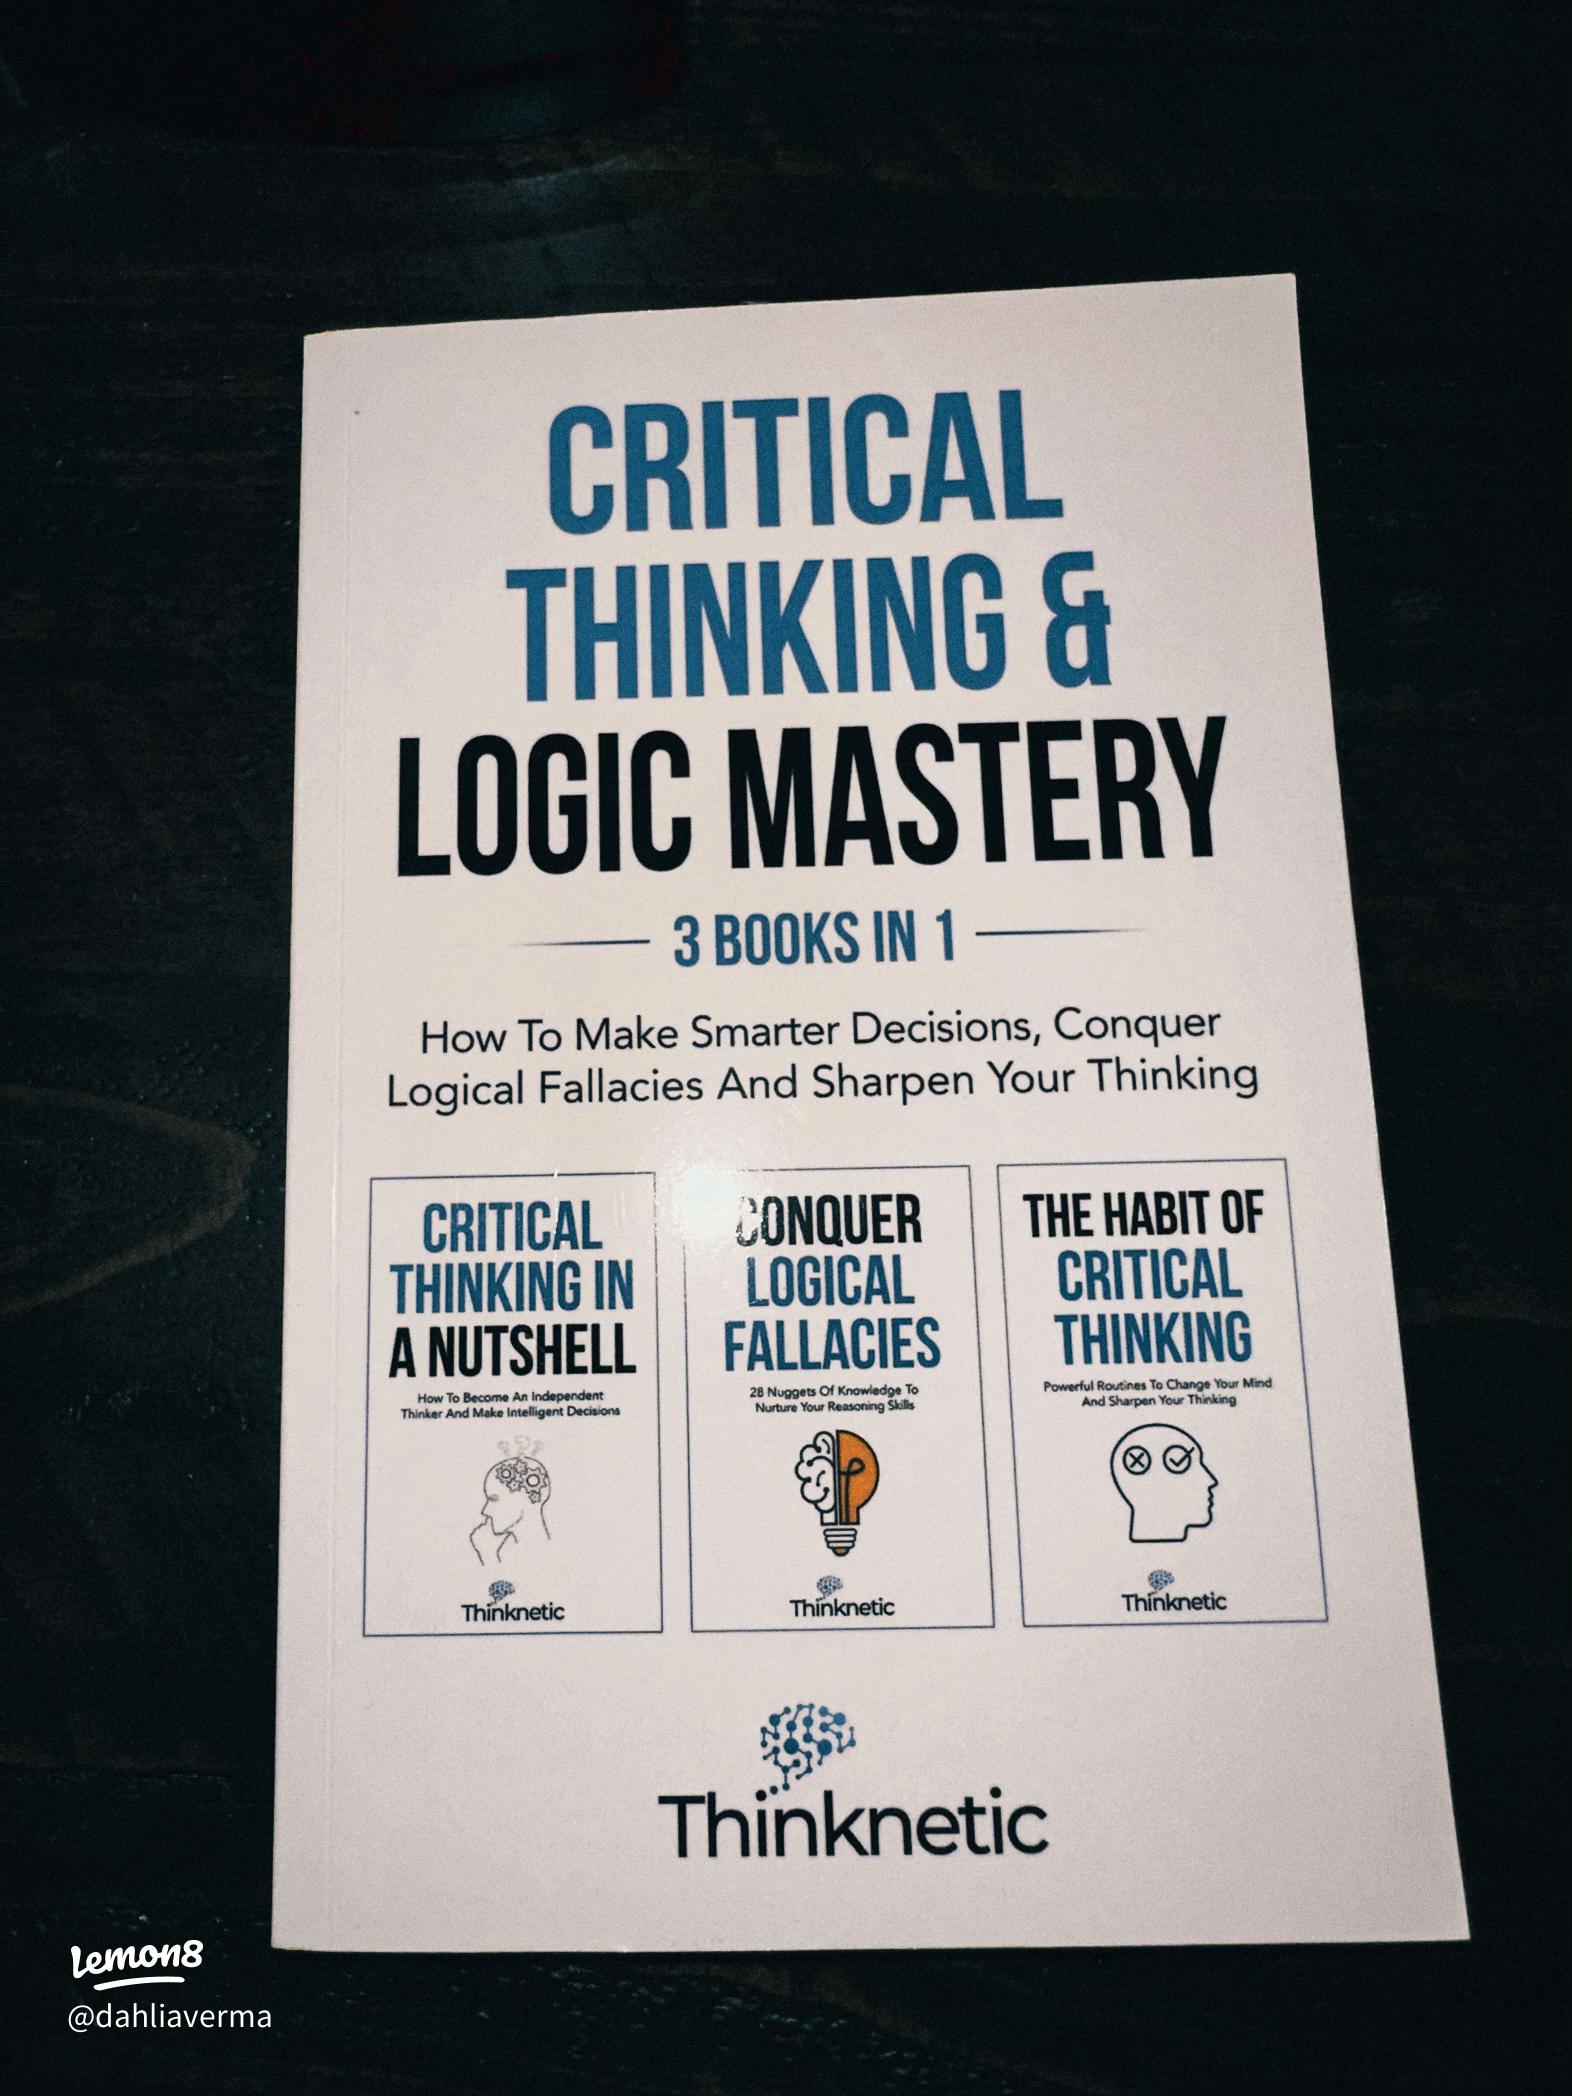 CRITICAL
THINKING &
LOGIC MASTERY
3 BOOKS IN 1
How To Make Smarter Decisions, Conquer
Logical Fallacies And Sharpen Your Thinking
CRITICAL
THINKING IN
A NUTSHELL
How To Become An Independent
Thinker And Make Intelligent Decisions
Thinknetic
CONQUER
LOGICAL
FALLACIES
28 Nuggets Of Knowledge To
Nurture Your Reasoning Skills
Thinknetic
THE HABIT OF
CRITICAL
THINKING
Powerful Routines To Change Your Mind
And Sharpen Your Thinking
Thinknetic
Thinknetic
Lemon8
@dahliaverma